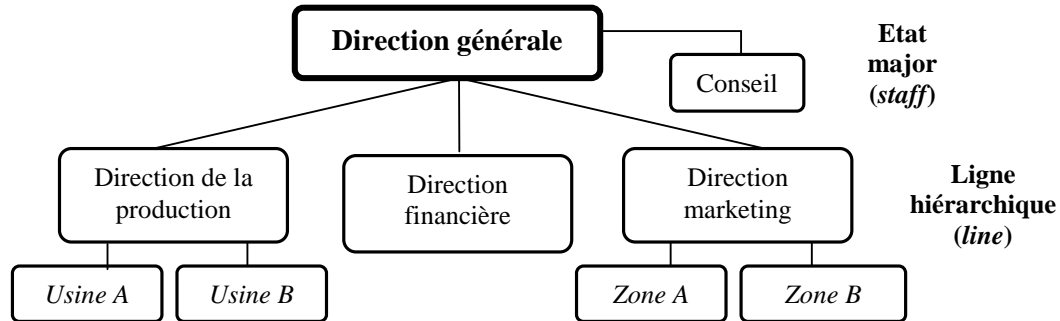 Direction générale
Conseil
Etat
major
(staff)
Direction de la
production
Direction
financière
Direction
marketing
Ligne
hiérarchique
(line)
Usine A
Usine B
Zone A
Zone B